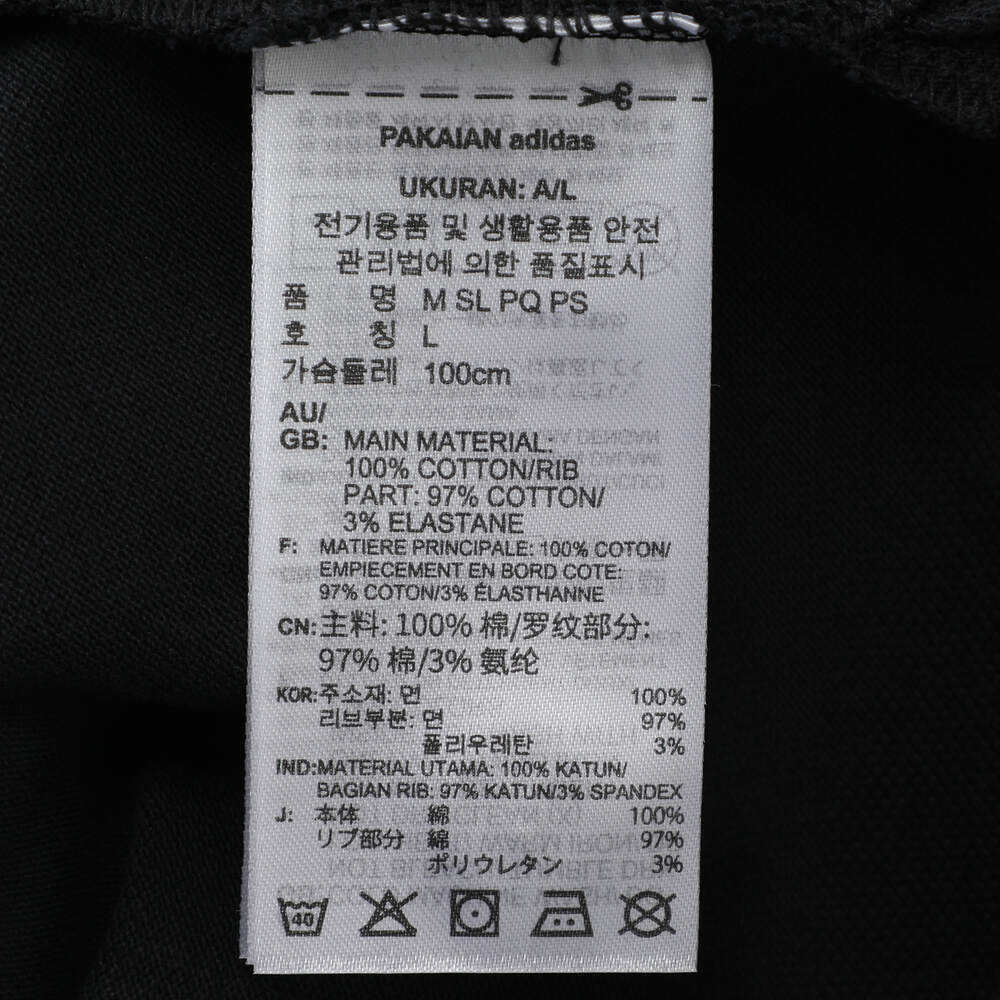 PAKAIAN adidas
UKURAN: A/L
전기용품 및 생활용품 안전
관리법에 의한 품질표시
품 명 M SL PQ PS
호 칭 L
가슴둘레 100cm
AU/
GB: MAIN MATERIAL:
100% COTTON/RIB
PART: 97% COTTON/
3% ELASTANE
F: MATIERE PRINCIPALE: 100% COTON/
EMPIECEMENT EN BORD COTE:
97% COTON/3% ÉLASTHANNE
CN: 主料: 100% 棉/罗纹部分:
97% 棉/3% 氨纶
KOR: 주소재: 면 100%
리브부분: 면 97%
폴리우레탄 3%
IND: MATERIAL UTAMA: 100% KATUN/
BAGIAN RIB: 97% KATUN/3% SPANDEX
J: 本体 綿 100%
リブ部分 綿 97%
ポリウレタン 3%
40